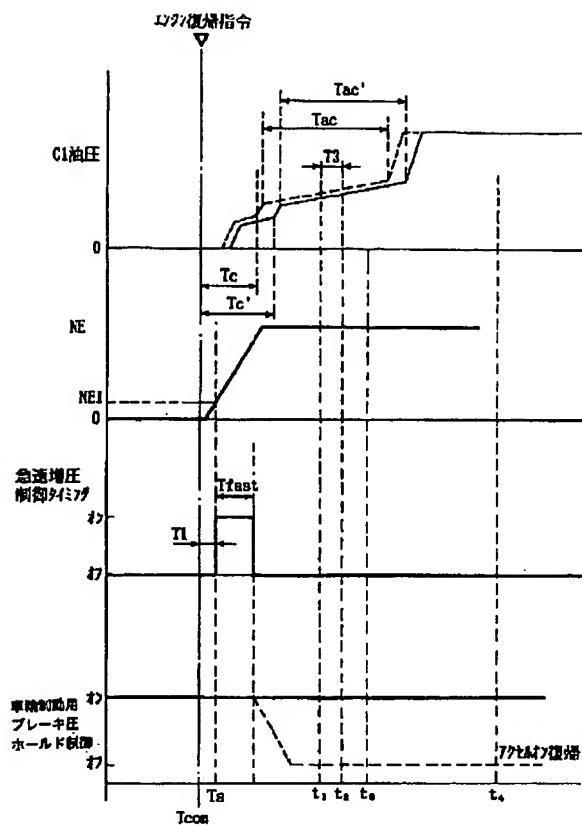 エンジン復帰指令
Tac'
Tac
C1油圧
T3
0
Tc
Tc'
NE
NE1
0
急速増圧
制御タイミング
Tfast
オン
T1
オフ
オン
車輪制動用
ブレーキ圧
ホールド制御
アクセルオン復帰
オフ
Ts
t₁
t₂
t₄
Tcom